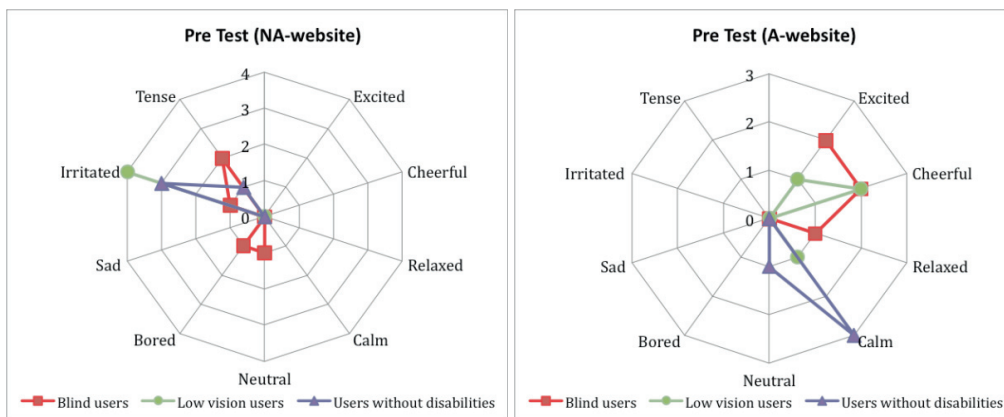 Pre Test (NA-website)
4
3
2
1
0
Excited
Cheerful
Relaxed
Calm
Neutral
Bored
Sad
Irritated
Tense
Blind users
Low vision users
Users without disabilities
Pre Test (A-website)
3
2
1
0
Excited
Cheerful
Relaxed
Calm
Neutral
Bored
Sad
Irritated
Tense
Blind users
Low vision users
Users without disabilities